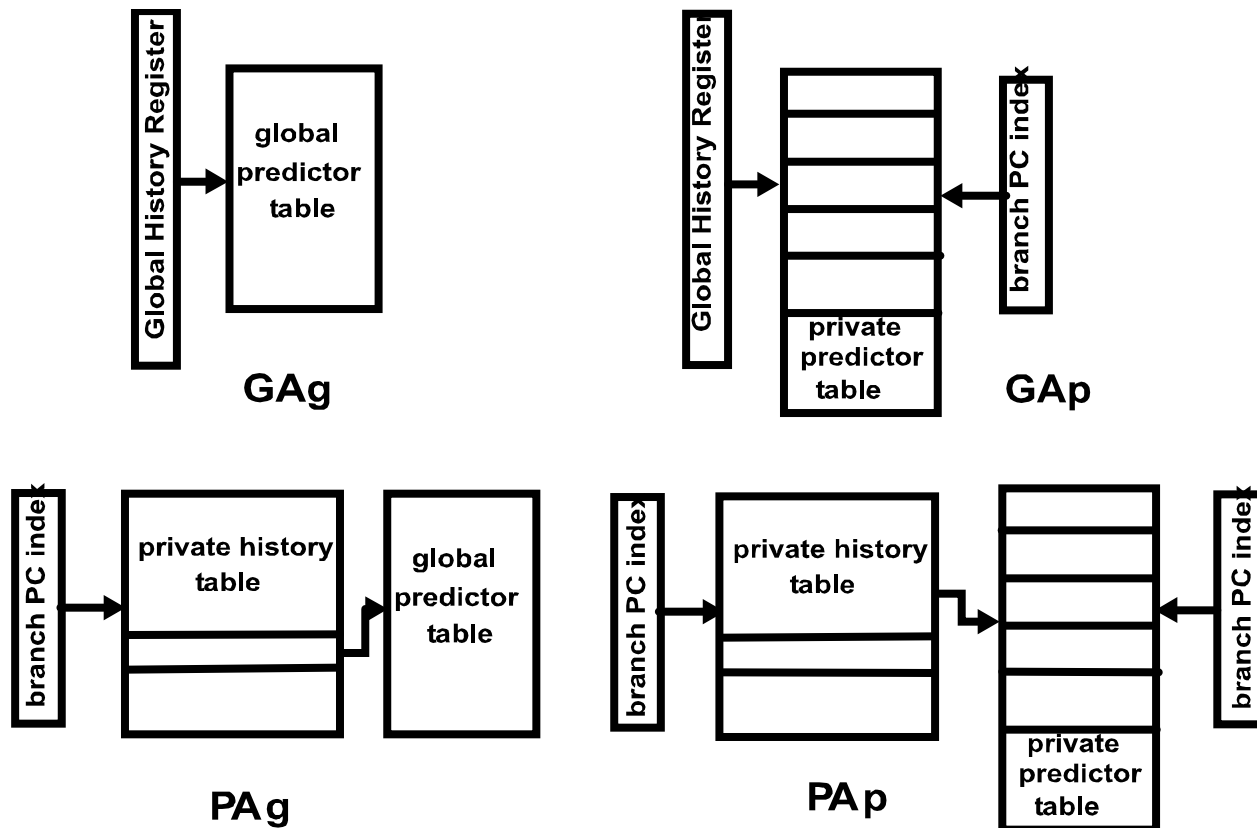 Global History Register
global
predictor
table
GAg
Global History Register
private
predictor
table
branch PC index
GAp
branch PC index
private history
table
global
predictor
table
PAg
branch PC index
private history
table
private
predictor
table
branch PC index
PAp